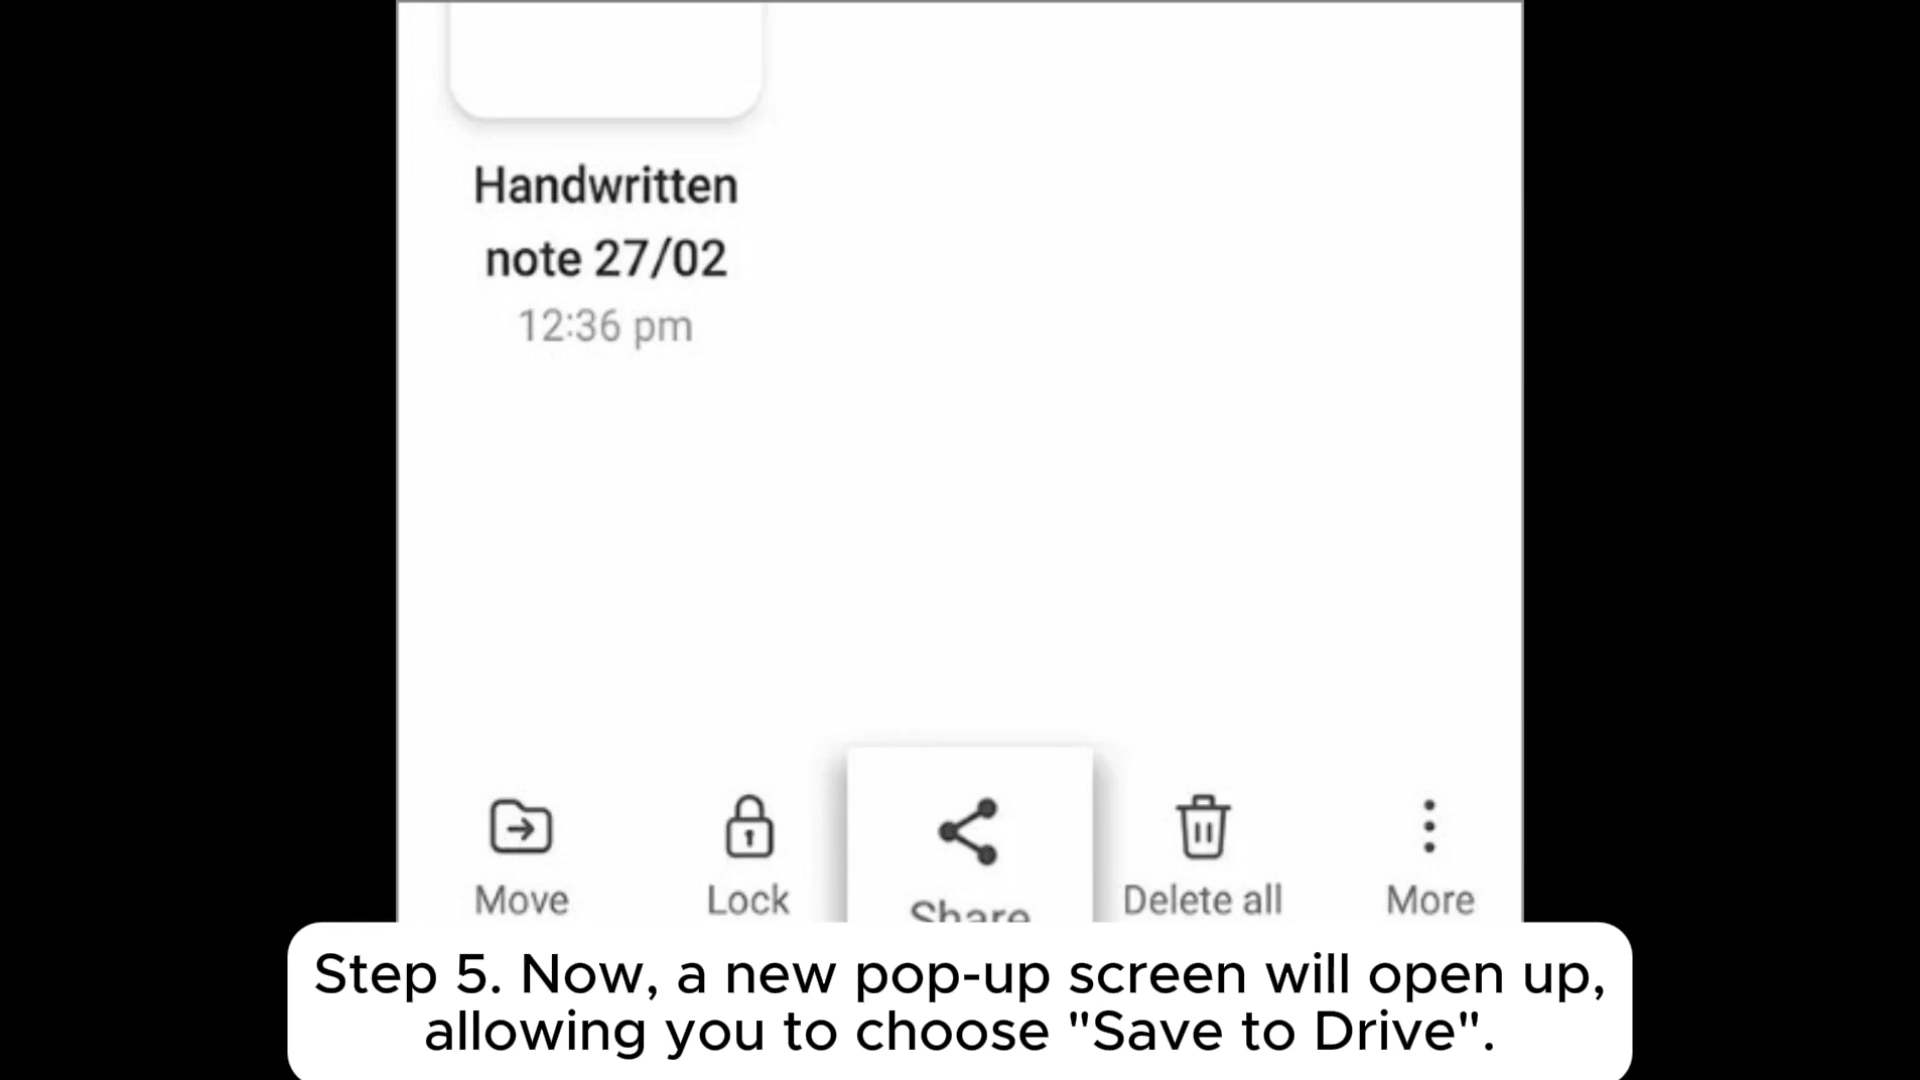 Handwritten
note 27/02
12:36 pm
Move Lock Share Delete all More
Step 5. Now, a new pop-up screen will open up,
allowing you to choose "Save to Drive".